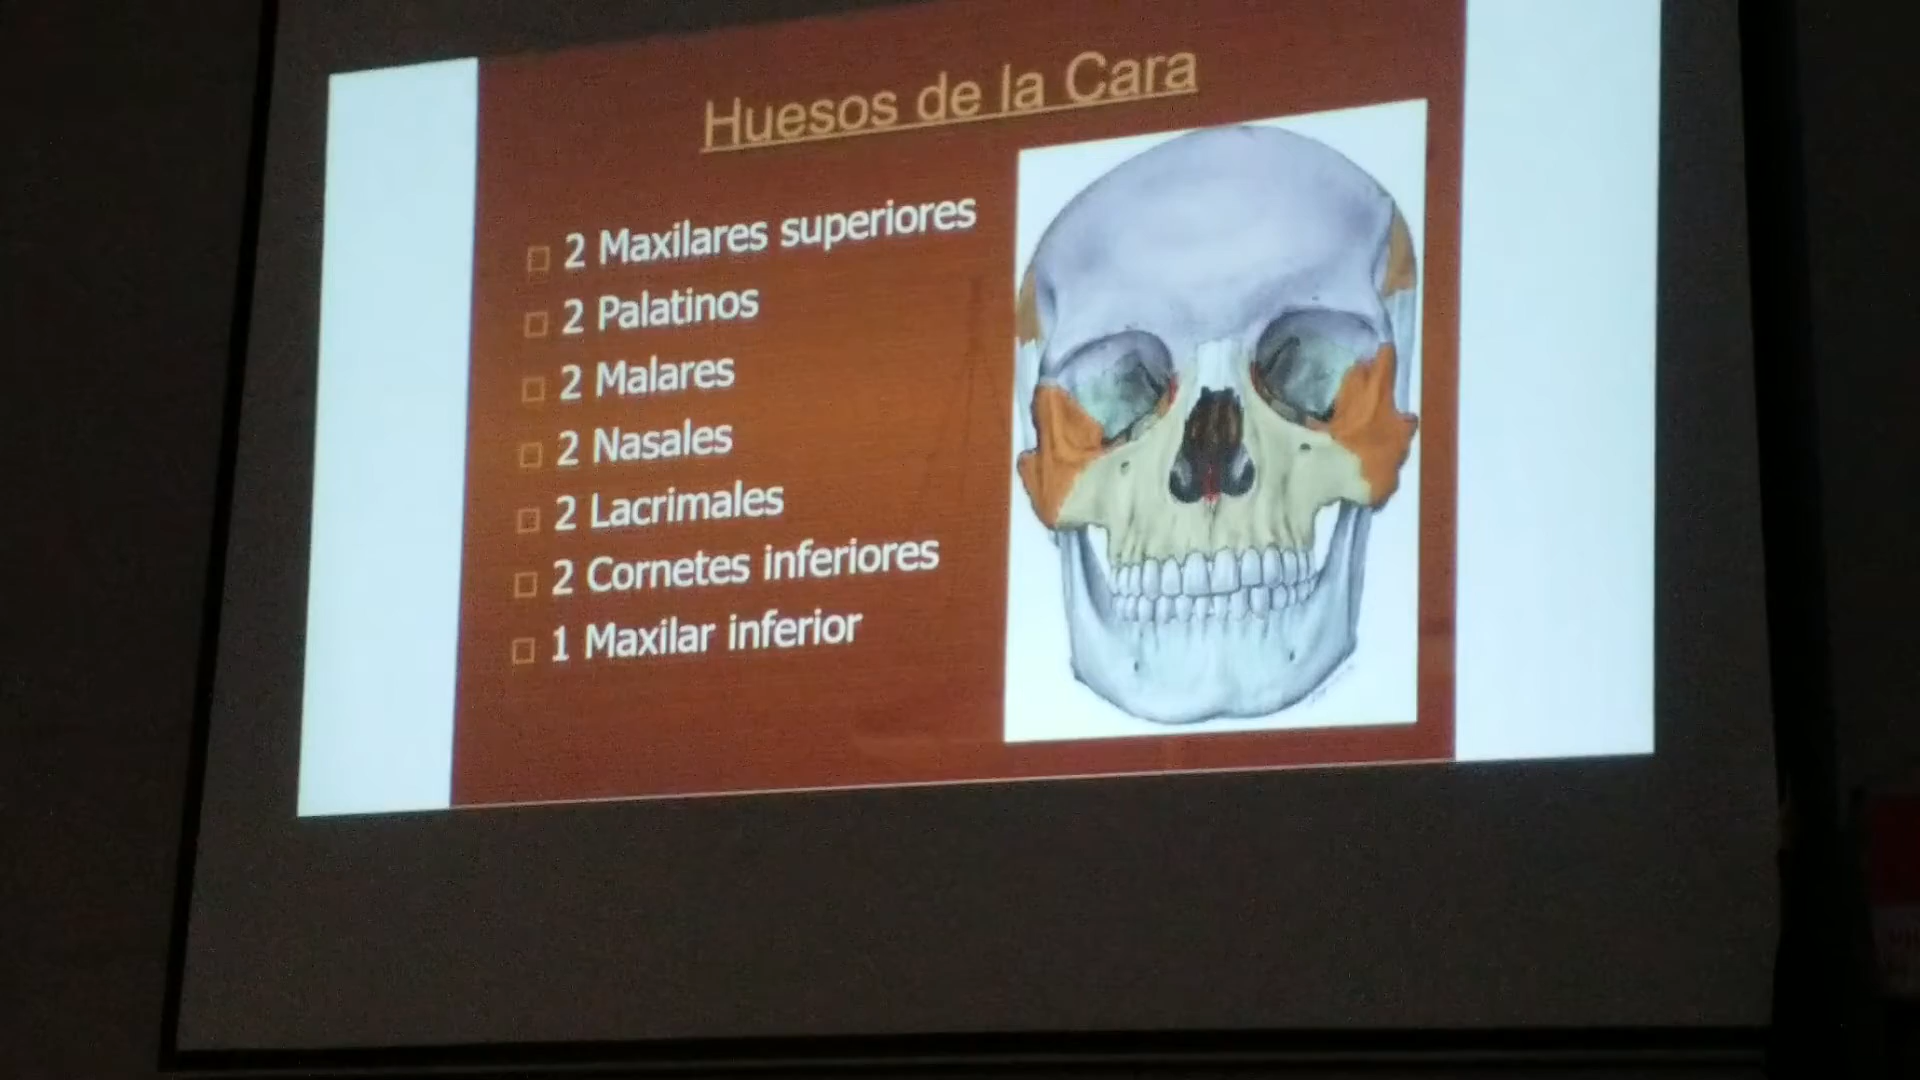 Huesos de la Cara
2 Maxilares superiores
2 Palatinos
2 Malares
2 Nasales
2 Lacrimales
2 Cornetes inferiores
1 Maxilar inferior